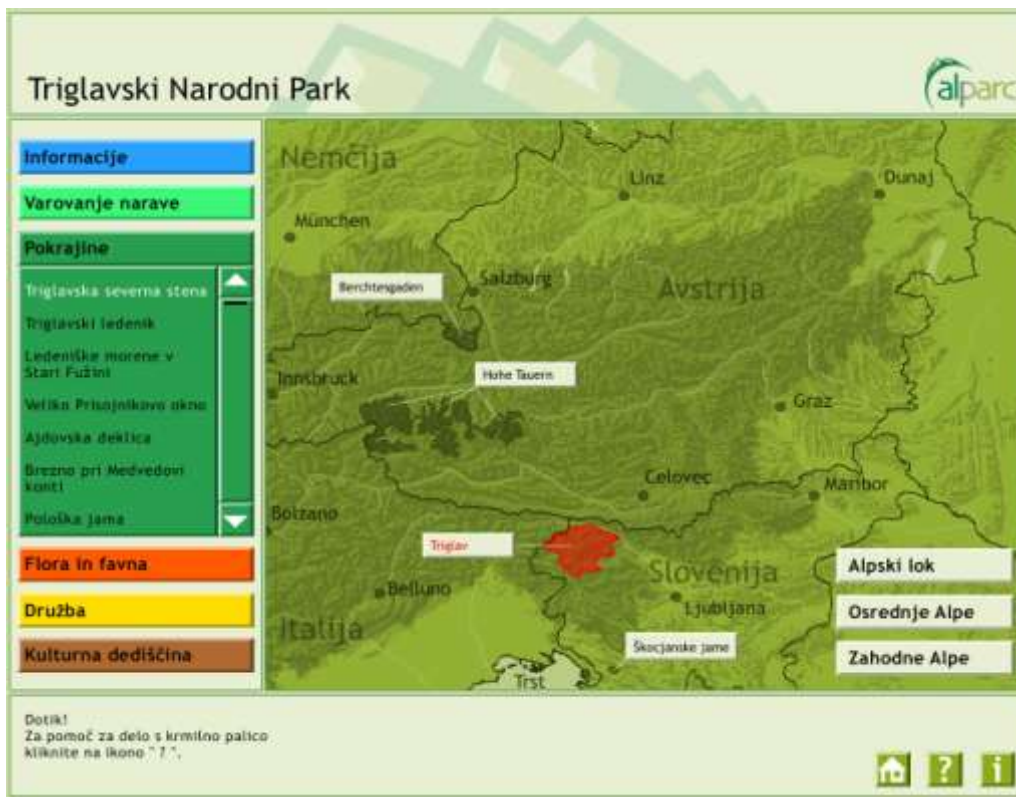 Triglavski Narodni Park
alparc
Informacije
Varovanje narave
Pokrajine
Triglavska severna stena
Triglavski ledenik
Ledeniške morene v
Stari Fužini
Veliko Prisojnikovo okno
Ajdovska deklica
Brezno pri Medvedovi
konti
Pološka jama
Flora in favna
Družba
Kulturna dediščina
Nemčija
Linz
Dunaj
München
Salzburg
Berchtesgaden
Avstrija
Innsbruck
Hohe Tauern
Graz
Celovec
Maribor
Bolzano
Triglav
Slovenija
Belluno
Ljubljana
Italija
Škocjanske jame
Trst
Alpski lok
Osrednje Alpe
Zahodne Alpe
Dotik!
Za pomoč za delo s krmilno palico
kliknite na ikono " ? ".
?
i